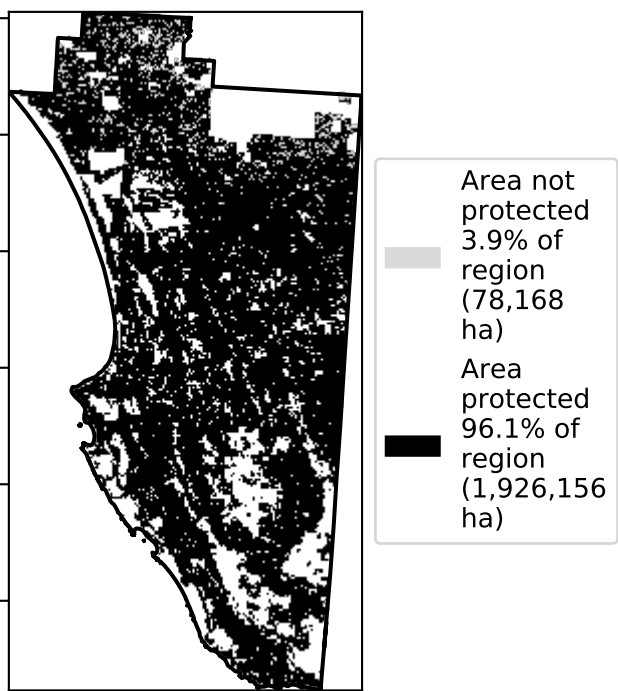 Area not
protected
3.9% of
region
(78,168
ha)
Area
protected
96.1% of
region
(1,926,156
ha)